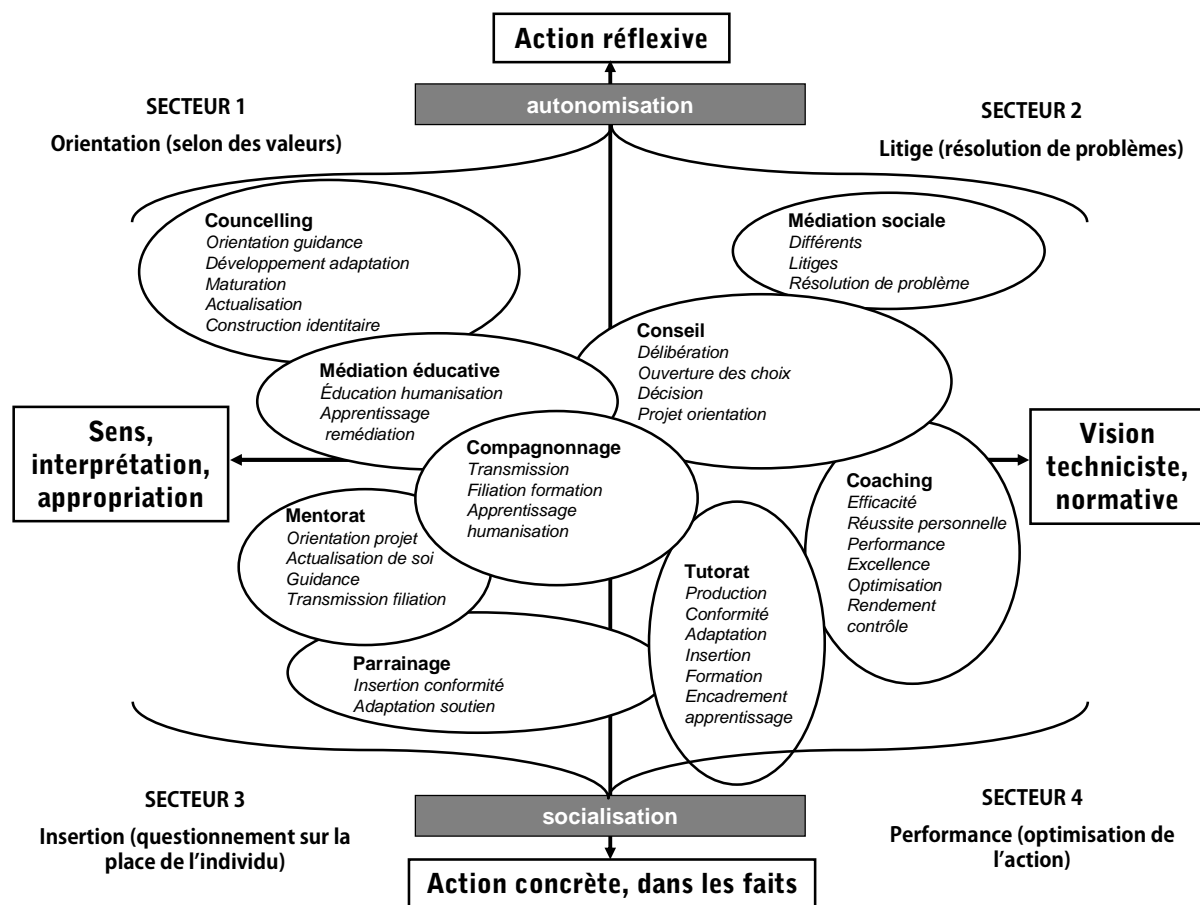 Action réflexive
autonomisation
SECTEUR 1
Orientation (selon des valeurs)
SECTEUR 2
Litige (résolution de problèmes)
Councelling
Orientation guidance
Développement adaptation
Maturation
Actualisation
Construction identitaire
Médiation sociale
Différents
Litiges
Résolution de problème
Conseil
Délibération
Ouverture des choix
Décision
Projet orientation
Médiation éducative
Éducation humanisation
Apprentissage
remédiation
Sens,
interprétation,
appropriation
Compagnonnage
Transmission
Filiation formation
Apprentissage
humanisation
Vision
techniciste,
normative
Coaching
Efficacité
Réussite personnelle
Performance
Excellence
Optimisation
Rendement
contrôle
Mentorat
Orientation projet
Actualisation de soi
Guidance
Transmission filiation
Tutorat
Production
Conformité
Adaptation
Insertion
Formation
Encadrement
apprentissage
Parrainage
Insertion conformité
Adaptation soutien
SECTEUR 3
Insertion (questionnement sur la
place de l'individu)
SECTEUR 4
Performance (optimisation de
l'action)
socialisation
Action concrète, dans les faits